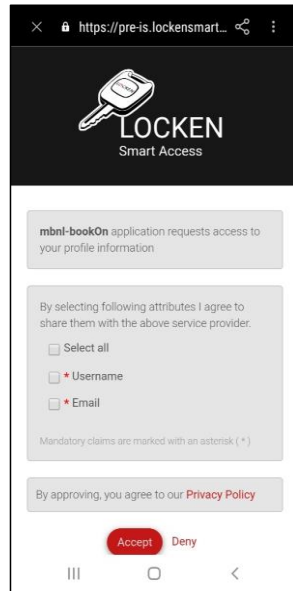 https://pre-is.lockensmart...
LOCKEN
Smart Access
mbnl-bookOn application requests access to
your profile information
By selecting following attributes I agree to
share them with the above service provider.
Select all
* Username
* Email
Mandatory claims are marked with an asterisk ( * )
By approving, you agree to our Privacy Policy
Accept Deny